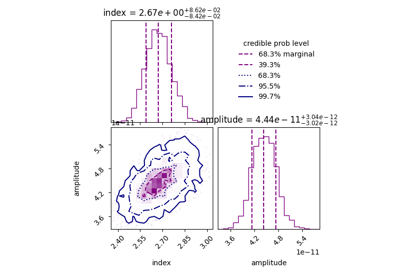 index = 2.67e+00 +8.62e−02 −8.42e−02
credible prob level
68.3% marginal
39.3%
68.3%
95.5%
99.7%
1e−11
amplitude = 4.44e−11 +3.04e−12 −3.02e−12
amplitude
5.4
4.8
4.2
3.6
2.40
2.55
2.70
2.85
3.00
index
3.6
4.2
4.8
5.4
1e−11
amplitude